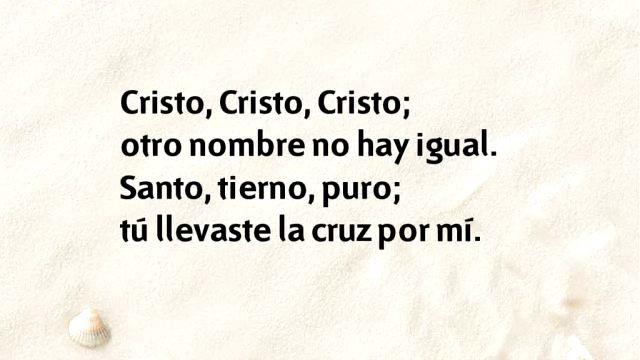 Cristo, Cristo, Cristo;
otro nombre no hay igual.
Santo, tierno, puro;
tú llevaste la cruz por mí.